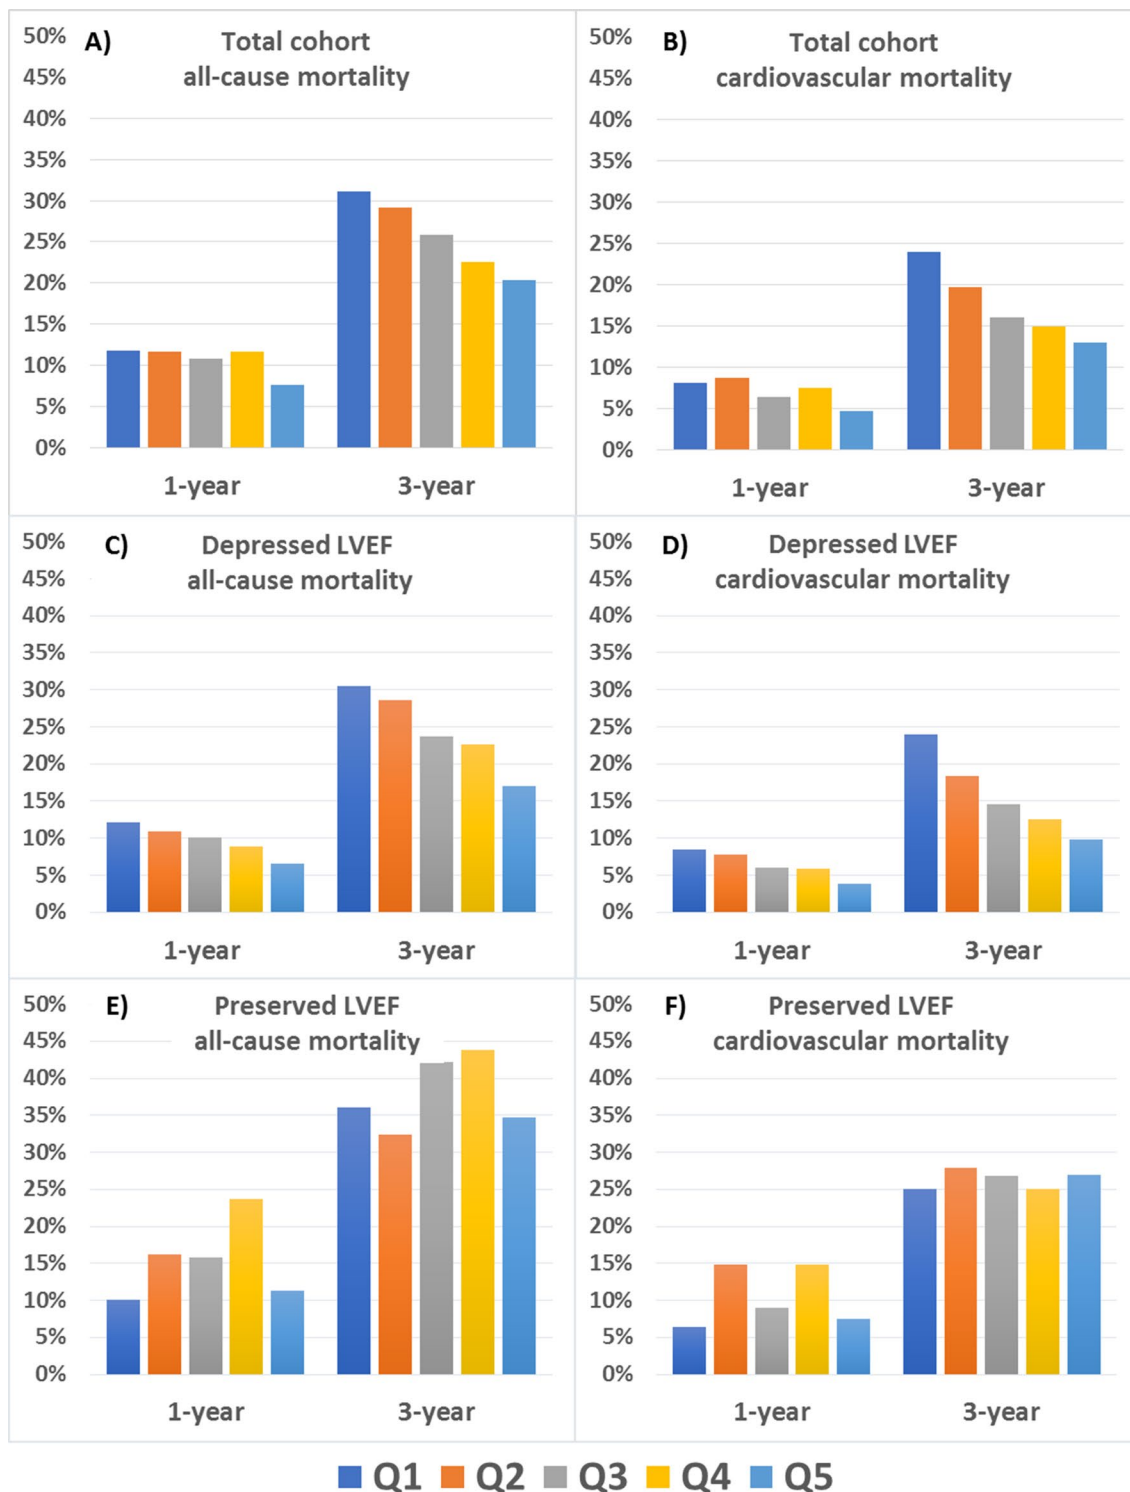 A)
Total cohort
all-cause mortality
50%
45%
40%
35%
30%
25%
20%
15%
10%
5%
0%
1-year
3-year
B)
Total cohort
cardiovascular mortality
50%
45%
40%
35%
30%
25%
20%
15%
10%
5%
0%
1-year
3-year
C)
Depressed LVEF
all-cause mortality
50%
45%
40%
35%
30%
25%
20%
15%
10%
5%
0%
1-year
3-year
D)
Depressed LVEF
cardiovascular mortality
50%
45%
40%
35%
30%
25%
20%
15%
10%
5%
0%
1-year
3-year
E)
Preserved LVEF
all-cause mortality
50%
45%
40%
35%
30%
25%
20%
15%
10%
5%
0%
1-year
3-year
F)
Preserved LVEF
cardiovascular mortality
50%
45%
40%
35%
30%
25%
20%
15%
10%
5%
0%
1-year
3-year
Q1 Q2 Q3 Q4 Q5